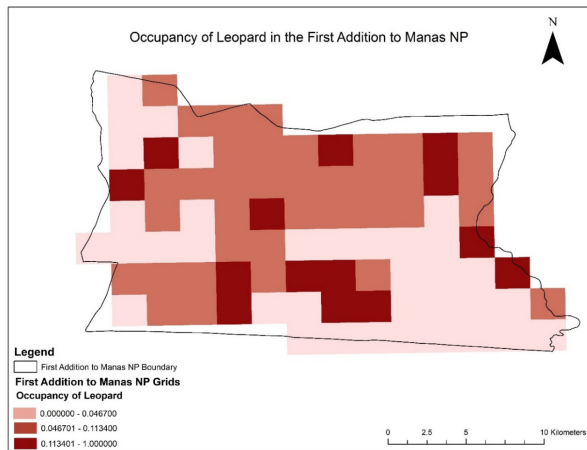 Occupancy of Leopard in the First Addition to Manas NP
N
Legend
First Addition to Manas NP Boundary
First Addition to Manas NP Grids
Occupancy of Leopard
0.000000 - 0.046700
0.046701 - 0.113400
0.113401 - 1.000000
0 2.5 5 10 Kilometers